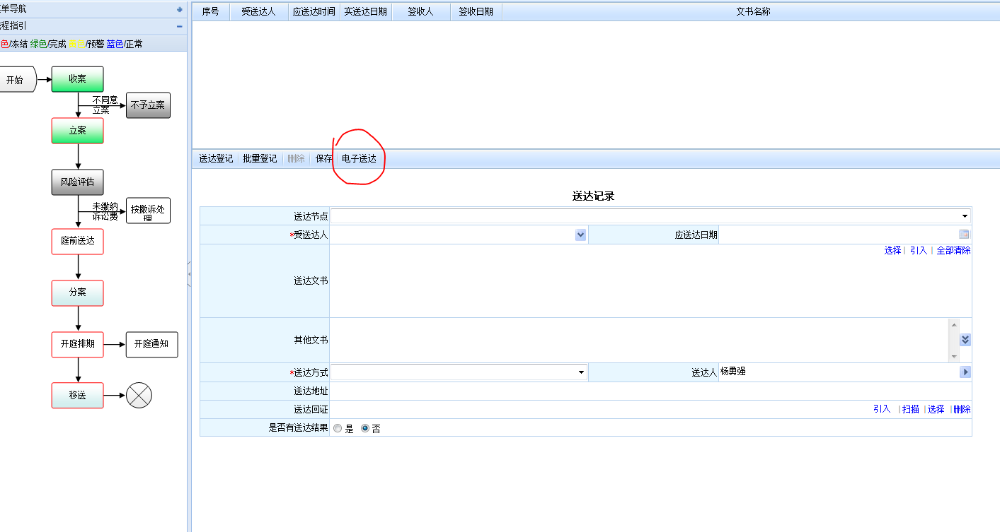 单导航
程指引
色/冻结 绿色/完成 黄色/预警 蓝色/正常
开始
收案
不同意
立案
不予立案
立案
风险评估
未缴纳
诉讼费
按撤诉处
理
庭前送达
分案
开庭排期
开庭通知
移送
序号 受送达人 应送达时间 实送达日期 签收人 签收日期 文书名称
送达登记 批量登记 删除 保存 电子送达
送达记录
送达节点
*受送达人 应送达日期
选择 | 引入 | 全部清除
送达文书
其他文书
*送达方式 送达人 杨勇强
送达地址
送达回证 引入 |扫描 |选择 |删除
是否有送达结果 是 否